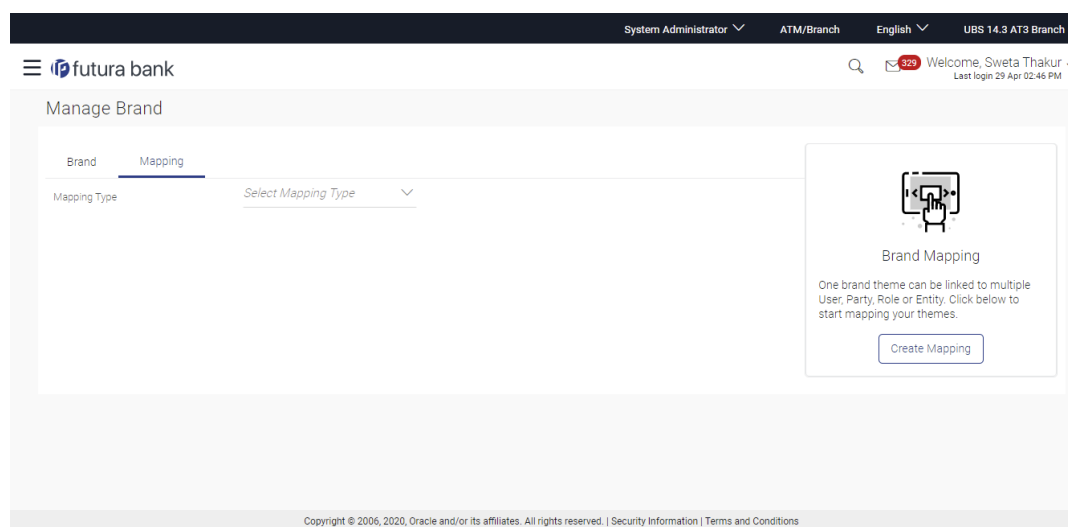 System Administrator ATM/Branch English UBS 14.3 AT3 Branch
futura bank 329 Welcome, Sweta Thakur
Last login 29 Apr 02:46 PM
Manage Brand
Brand Mapping
Mapping Type Select Mapping Type
Brand Mapping
One brand theme can be linked to multiple
User, Party, Role or Entity. Click below to
start mapping your themes.
Create Mapping
Copyright © 2006, 2020, Oracle and/or its affiliates. All rights reserved. | Security Information | Terms and Conditions